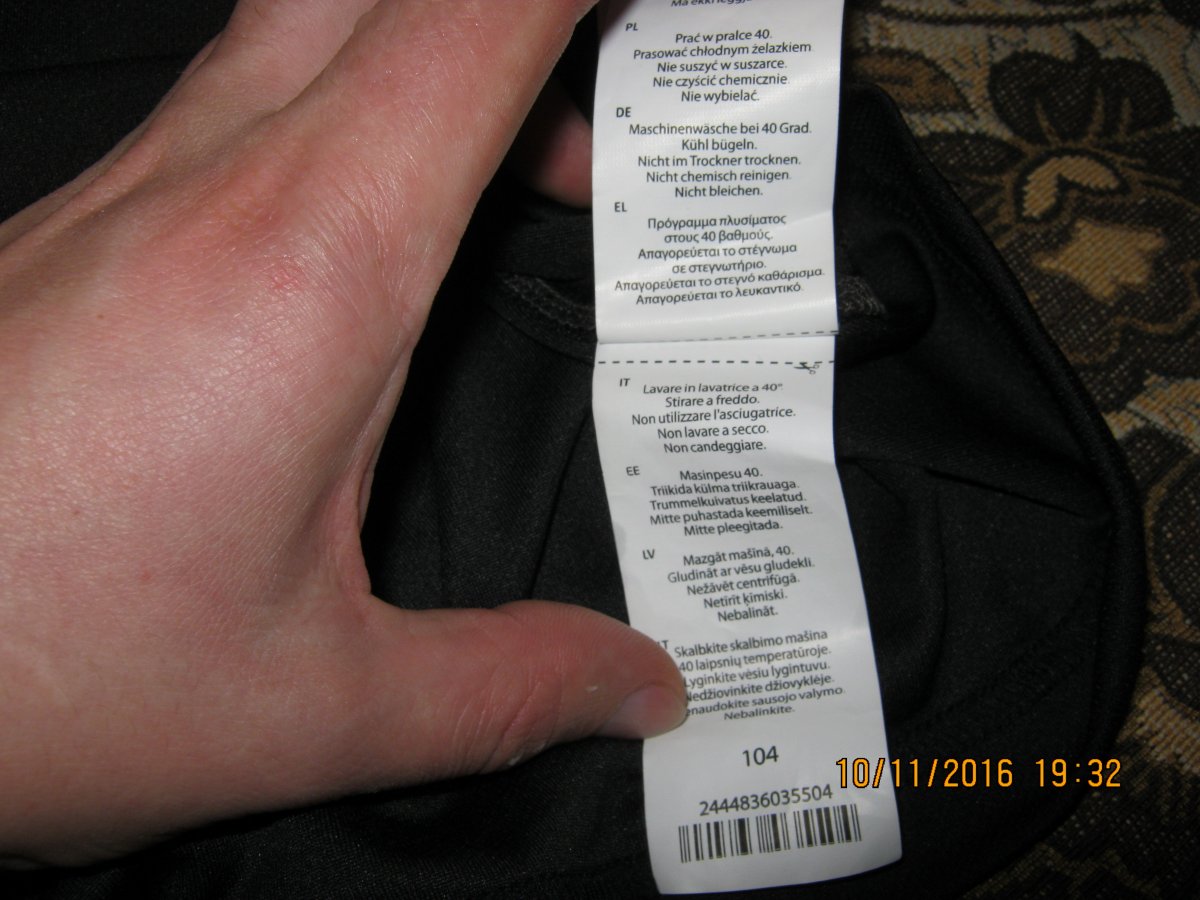 Má ekki
PL
Prać w pralce 40.
Prasować chłodnym żelazkiem.
Nie suszyć w suszarce.
Nie czyścić chemicznie.
Nie wybielać.
DE
Maschinenwäsche bei 40 Grad.
Kühl bügeln.
Nicht im Trockner trocknen.
Nicht chemisch reinigen.
Nicht bleichen.
EL
Πρόγραμμα πλυσίματος
στους 40 βαθμούς.
Απαγορεύεται το στέγνωμα
σε στεγνωτήριο.
Απαγορεύεται το στεγνό καθάρισμα.
Απαγορεύεται το λευκαντικό.
IT
Lavare in lavatrice a 40°
Stirare a freddo.
Non utilizzare l'asciugatrice.
Non lavare a secco.
Non candeggiare.
EE
Masinpesu 40.
Triikida külma triikrauaga.
Trummelkuivatus keelatud.
Mitte puhastada keemiliselt.
Mitte pleegitada.
LV
Mazgāt mašīnā, 40.
Gludināt ar vēsu gludekli.
Nežāvēt centrifūgā.
Netīrīt ķīmiski.
Nebalināt.
LT
Skalbkite skalbimo mašina
40 laipsnių temperatūroje.
Lyginkite vėsiu lygintuvu.
Nedžiovinkite džiovyklėje.
enaudokite sausojo valymo.
Nebalinkite.
104
2444836035504
10/11/2016 19:32